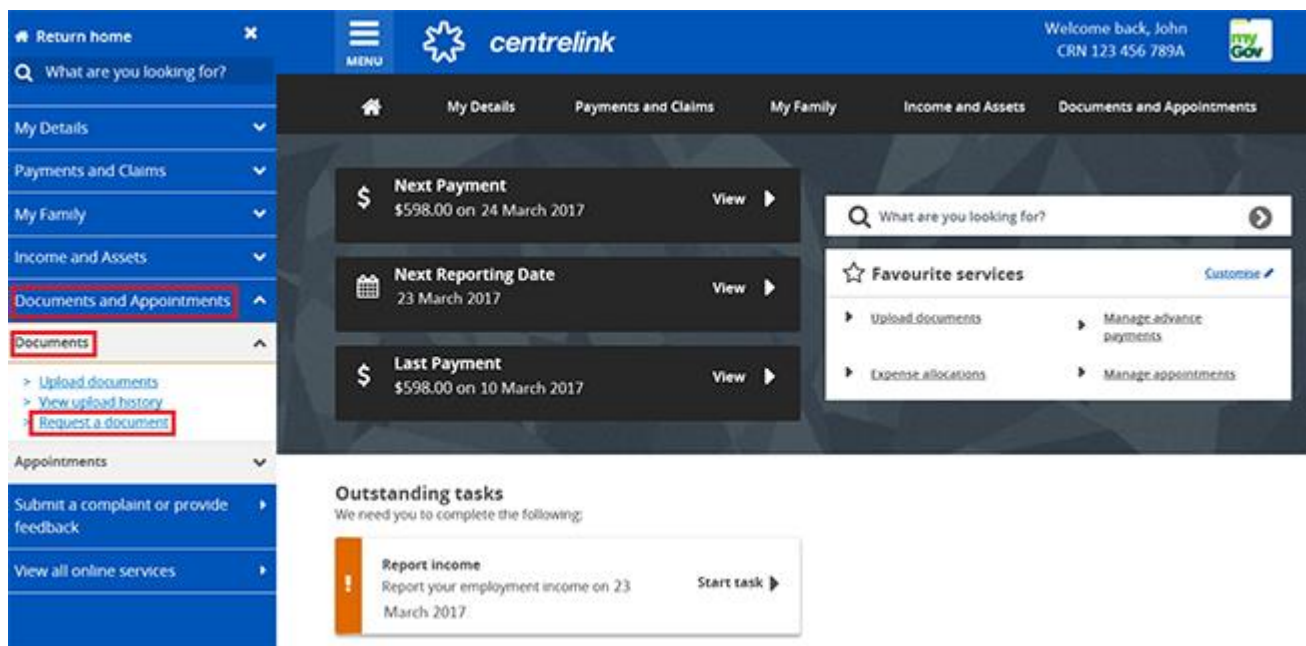 Return home
What are you looking for?
My Details
Payments and Claims
My Family
Income and Assets
Documents and Appointments
Documents
> Upload documents
> View upload history
> Request a document
Appointments
Submit a complaint or provide
feedback
View all online services
MENU
centrelink
Welcome back, John
CRN 123 456 789A
my
Gov
My Details
Payments and Claims
My Family
Income and Assets
Documents and Appointments
$
Next Payment
$598.00 on 24 March 2017
View
Next Reporting Date
23 March 2017
View
$
Last Payment
$598.00 on 10 March 2017
View
What are you looking for?
Favourite services
Customise
Upload documents
Manage advance
payments
Expense allocations
Manage appointments
Outstanding tasks
We need you to complete the following:
!
Report income
Report your employment income on 23
March 2017
Start task